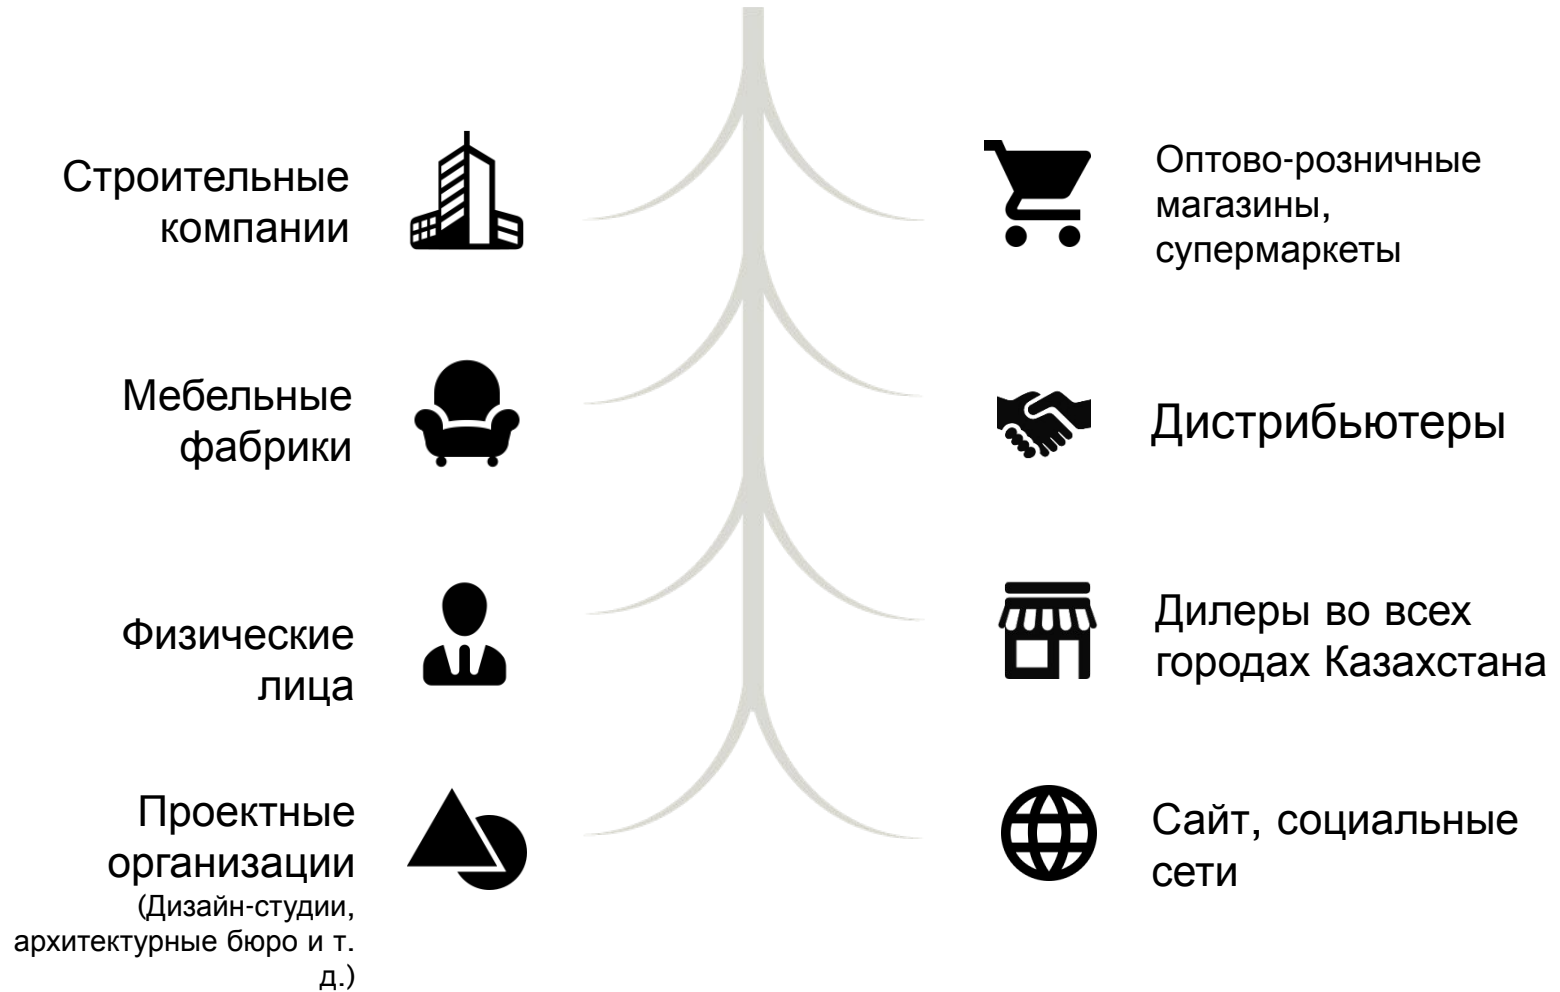 Строительные
компании
Оптово-розничные
магазины,
супермаркеты
Мебельные
фабрики
Дистрибьютеры
Физические
лица
Дилеры во всех
городах Казахстана
Проектные
организации
(Дизайн-студии,
архитектурные бюро и т.
д.)
Сайт, социальные
сети